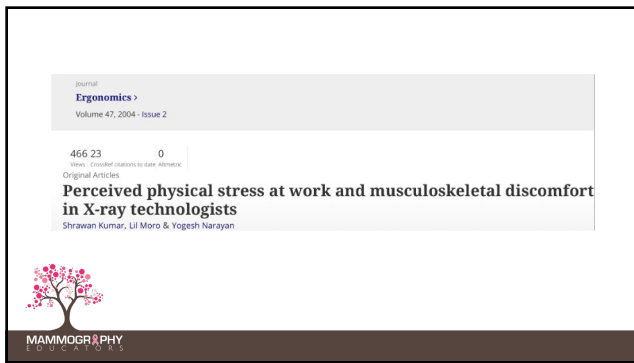 Journal
Ergonomics >
Volume 47, 2004 - Issue 2
466 23 0
Views CrossRef citations to date Altmetric
Original Articles
Perceived physical stress at work and musculoskeletal discomfort
in X-ray technologists
Shrawan Kumar, Lil Moro & Yogesh Narayan
MAMMOGRAPHY
EDUCATORS